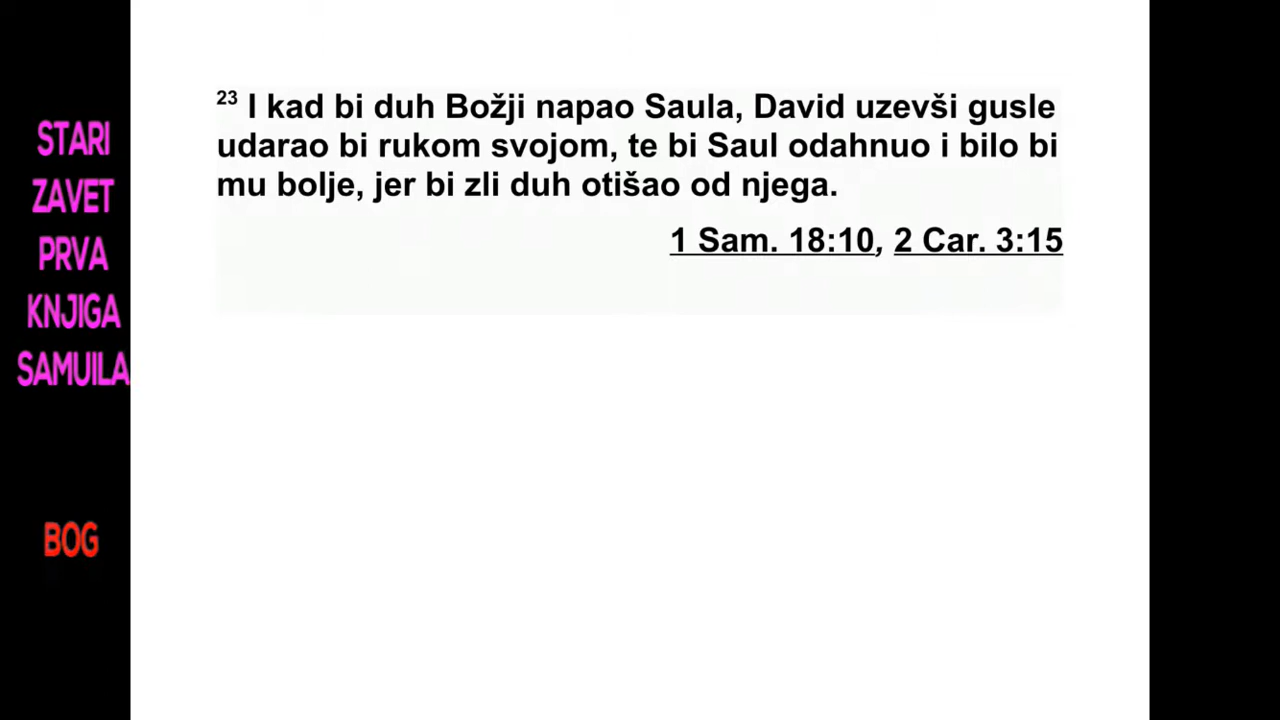 STARI
ZAVET
PRVA
KNJIGA
SAMUILA
BOG
23 I kad bi duh Božji napao Saula, David uzevši gusle
udarao bi rukom svojom, te bi Saul odahnuo i bilo bi
mu bolje, jer bi zli duh otišao od njega.
1 Sam. 18:10, 2 Car. 3:15